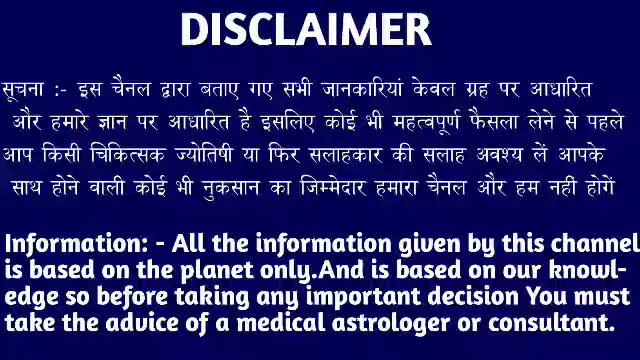 DISCLAIMER
सूचना :- इस चैनल द्वारा बताए गए सभी जानकारियां केवल ग्रह पर आधारित
और हमारे ज्ञान पर आधारित है इसलिए कोई भी महत्वपूर्ण फैसला लेने से पहले
आप किसी चिकित्सक ज्योतिषी या फिर सलाहकार की सलाह अवश्य लें आपके
साथ होने वाली कोई भी नुकसान का जिम्मेदार हमारा चैनल और हम नहीं होगें
Information: - All the information given by this channel
is based on the planet only.And is based on our knowl-
edge so before taking any important decision You must
take the advice of a medical astrologer or consultant.